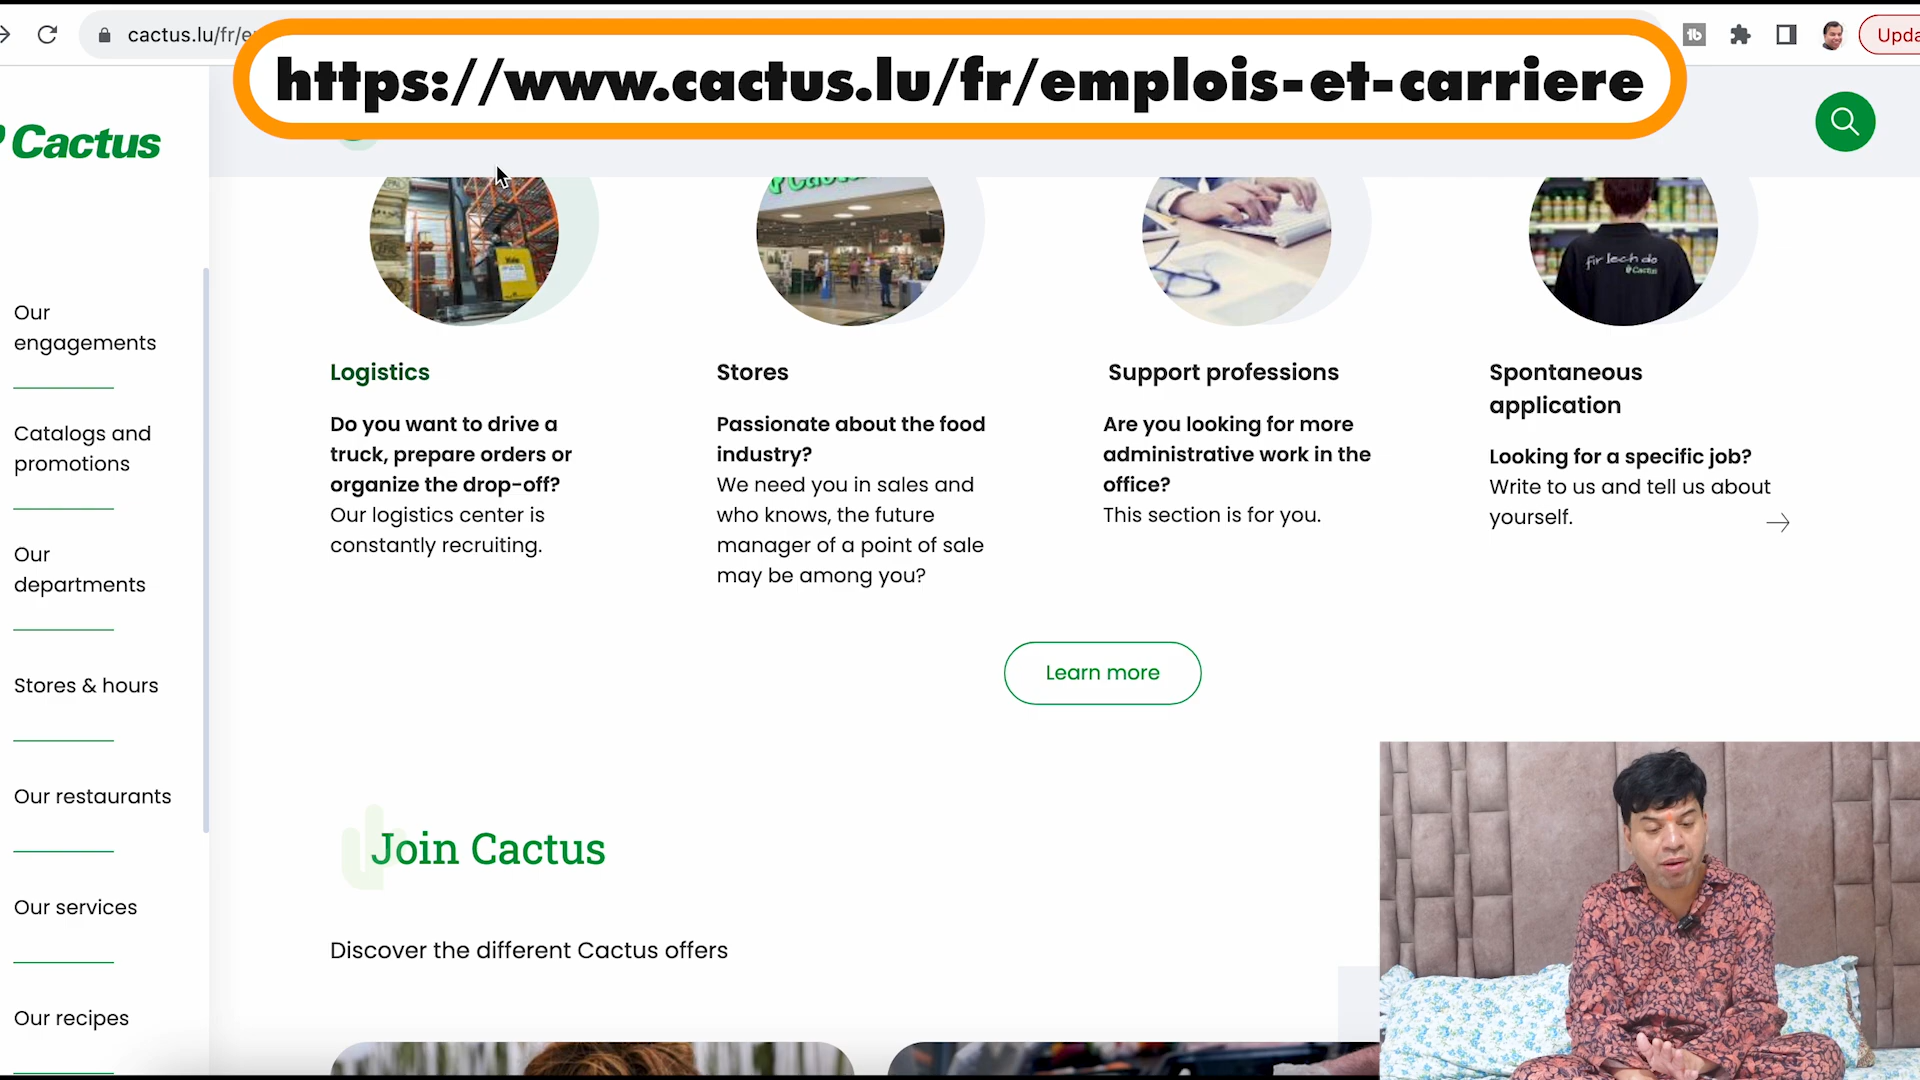 cactus.lu/fr/e
Upda
https://www.cactus.lu/fr/emplois-et-carriere
Cactus
Our
engagements
Catalogs and
promotions
Our
departments
Stores & hours
Our restaurants
Our services
Our recipes
Cactus
fir lech do
Cactus
Logistics
Do you want to drive a
truck, prepare orders or
organize the drop-off?
Our logistics center is
constantly recruiting.
Stores
Passionate about the food
industry?
We need you in sales and
who knows, the future
manager of a point of sale
may be among you?
Support professions
Are you looking for more
administrative work in the
office?
This section is for you.
Spontaneous
application
Looking for a specific job?
Write to us and tell us about
yourself.
Learn more
Join Cactus
Discover the different Cactus offers